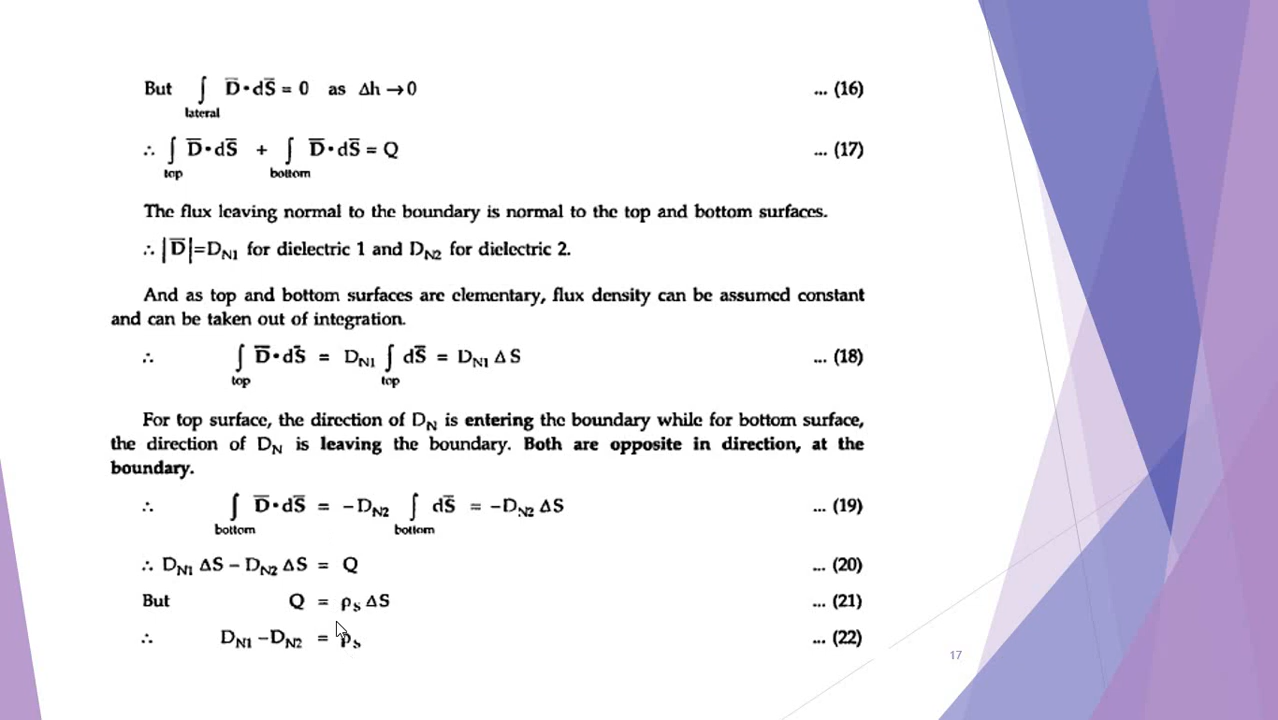 But ∫ D̅•dS̅ = 0 as Δh →0 ... (16)
lateral
∴ ∫ D̅•dS̅ + ∫ D̅•dS̅ = Q ... (17)
top bottom
The flux leaving normal to the boundary is normal to the top and bottom surfaces.
∴ |D̅|=D_N1 for dielectric 1 and D_N2 for dielectric 2.
And as top and bottom surfaces are elementary, flux density can be assumed constant
and can be taken out of integration.
∴ ∫ D̅•dS̅ = D_N1 ∫ dS̅ = D_N1 Δ S ... (18)
top top
For top surface, the direction of D_N is entering the boundary while for bottom surface,
the direction of D_N is leaving the boundary. Both are opposite in direction, at the
boundary.
∴ ∫ D̅•dS̅ = −D_N2 ∫ dS̅ = −D_N2 ΔS ... (19)
bottom bottom
∴ D_N1 ΔS − D_N2 ΔS = Q ... (20)
But Q = ρ_S ΔS ... (21)
∴ D_N1 −D_N2 = ρ_S ... (22)
17